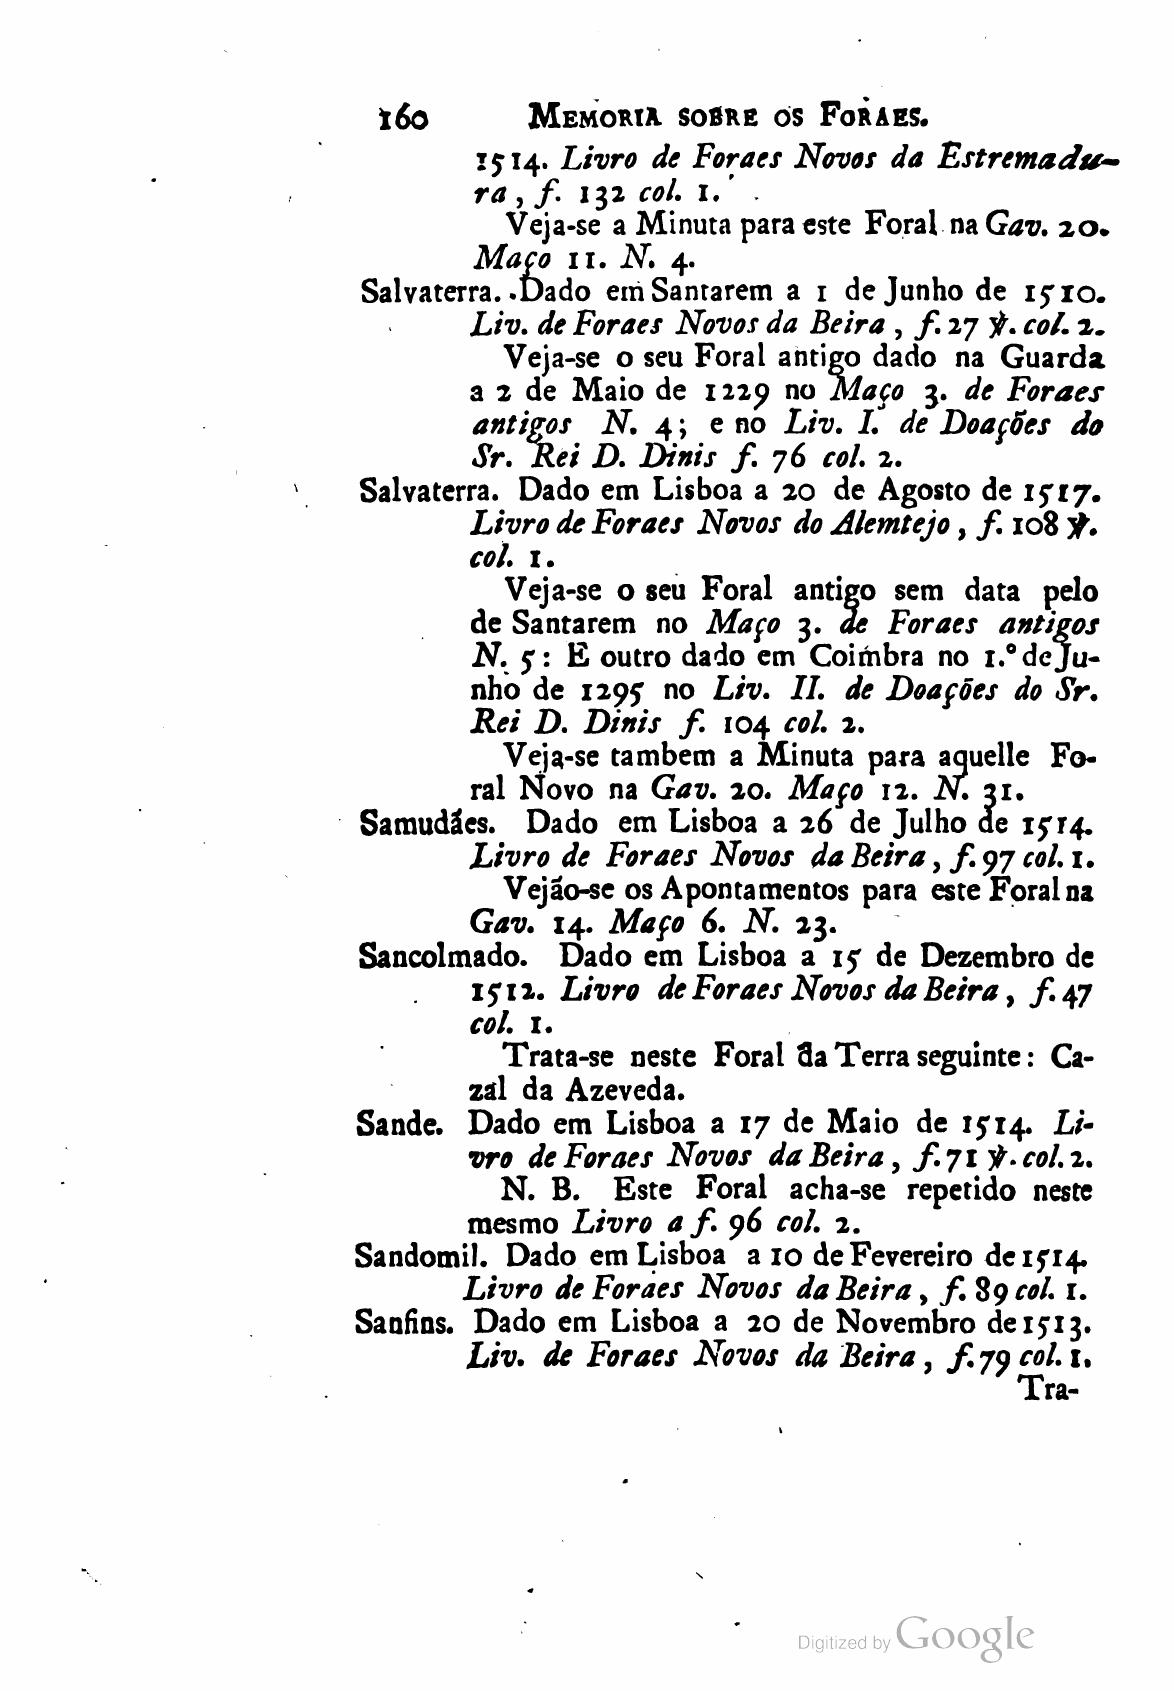 160 MEMORIA SOBRE OS FORAES.
1514. Livro de Foraes Novos da Estremadu-
ra, f. 132 col. 1.
Veja-se a Minuta para este Foral na Gav. 20.
Maço 11. N. 4.
Salvaterra. Dado em Santarem a 1 de Junho de 1510.
Liv. de Foraes Novos da Beira, f. 27 ℣. col. 2.
Veja-se o seu Foral antigo dado na Guarda
a 2 de Maio de 1229 no Maço 3. de Foraes
antigos N. 4; e no Liv. I. de Doações do
Sr. Rei D. Dinis f. 76 col. 2.
Salvaterra. Dado em Lisboa a 20 de Agosto de 1517.
Livro de Foraes Novos do Alemtejo, f. 108 ℣.
col. 1.
Veja-se o seu Foral antigo sem data pelo
de Santarem no Maço 3. de Foraes antigos
N. 5: E outro dado em Coimbra no 1.º de Ju-
nho de 1295 no Liv. II. de Doações do Sr.
Rei D. Dinis f. 104 col. 2.
Veja-se tambem a Minuta para aquelle Fo-
ral Novo na Gav. 20. Maço 12. N. 31.
Samudães. Dado em Lisboa a 26 de Julho de 1514.
Livro de Foraes Novos da Beira, f. 97 col. 1.
Vejão-se os Apontamentos para este Foral na
Gav. 14. Maço 6. N. 23.
Sancolmado. Dado em Lisboa a 15 de Dezembro de
1512. Livro de Foraes Novos da Beira, f. 47
col. 1.
Trata-se neste Foral da Terra seguinte: Ca-
zal da Azeveda.
Sande. Dado em Lisboa a 17 de Maio de 1514. Li-
vro de Foraes Novos da Beira, f. 71 ℣. col. 2.
N. B. Este Foral acha-se repetido neste
mesmo Livro a f. 96 col. 2.
Sandomil. Dado em Lisboa a 10 de Fevereiro de 1514.
Livro de Foraes Novos da Beira, f. 89 col. 1.
Sanfins. Dado em Lisboa a 20 de Novembro de 1513.
Liv. de Foraes Novos da Beira, f. 79 col. 1.
Tra-
Digitized by Google